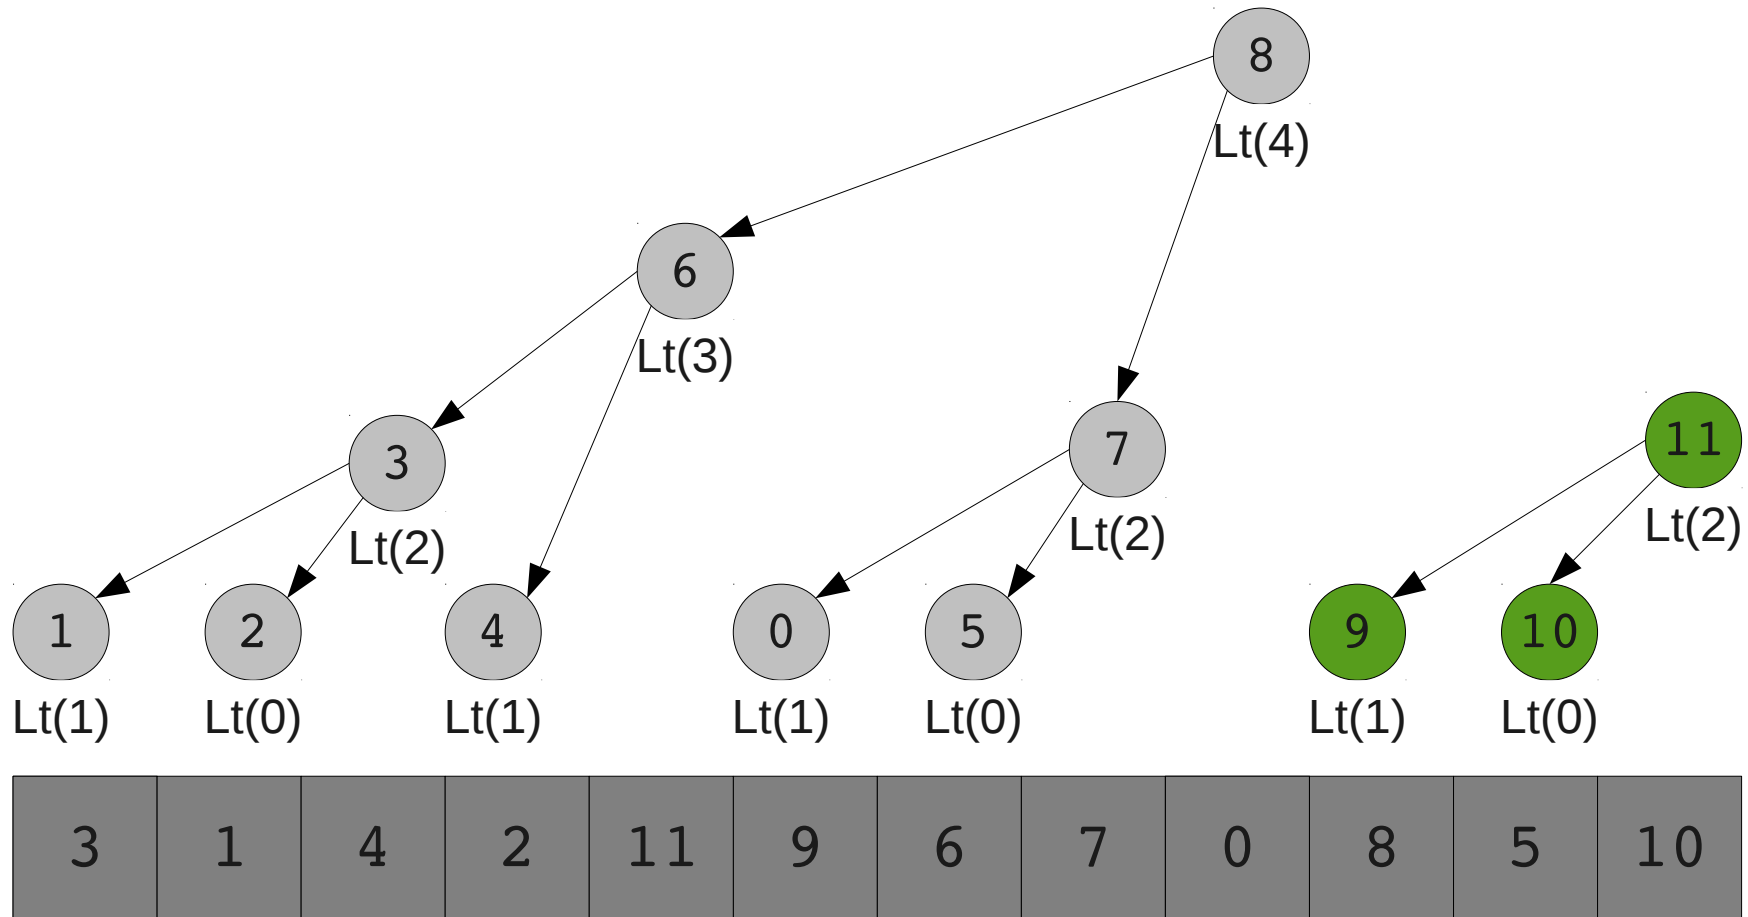 8
Lt(4)
6
Lt(3)
11
Lt(2)
7
Lt(2)
3
Lt(2)
1 2 4 0 5 9 10
Lt(1) Lt(0) Lt(1) Lt(1) Lt(0) Lt(1) Lt(0)
3 1 4 2 11 9 6 7 0 8 5 10